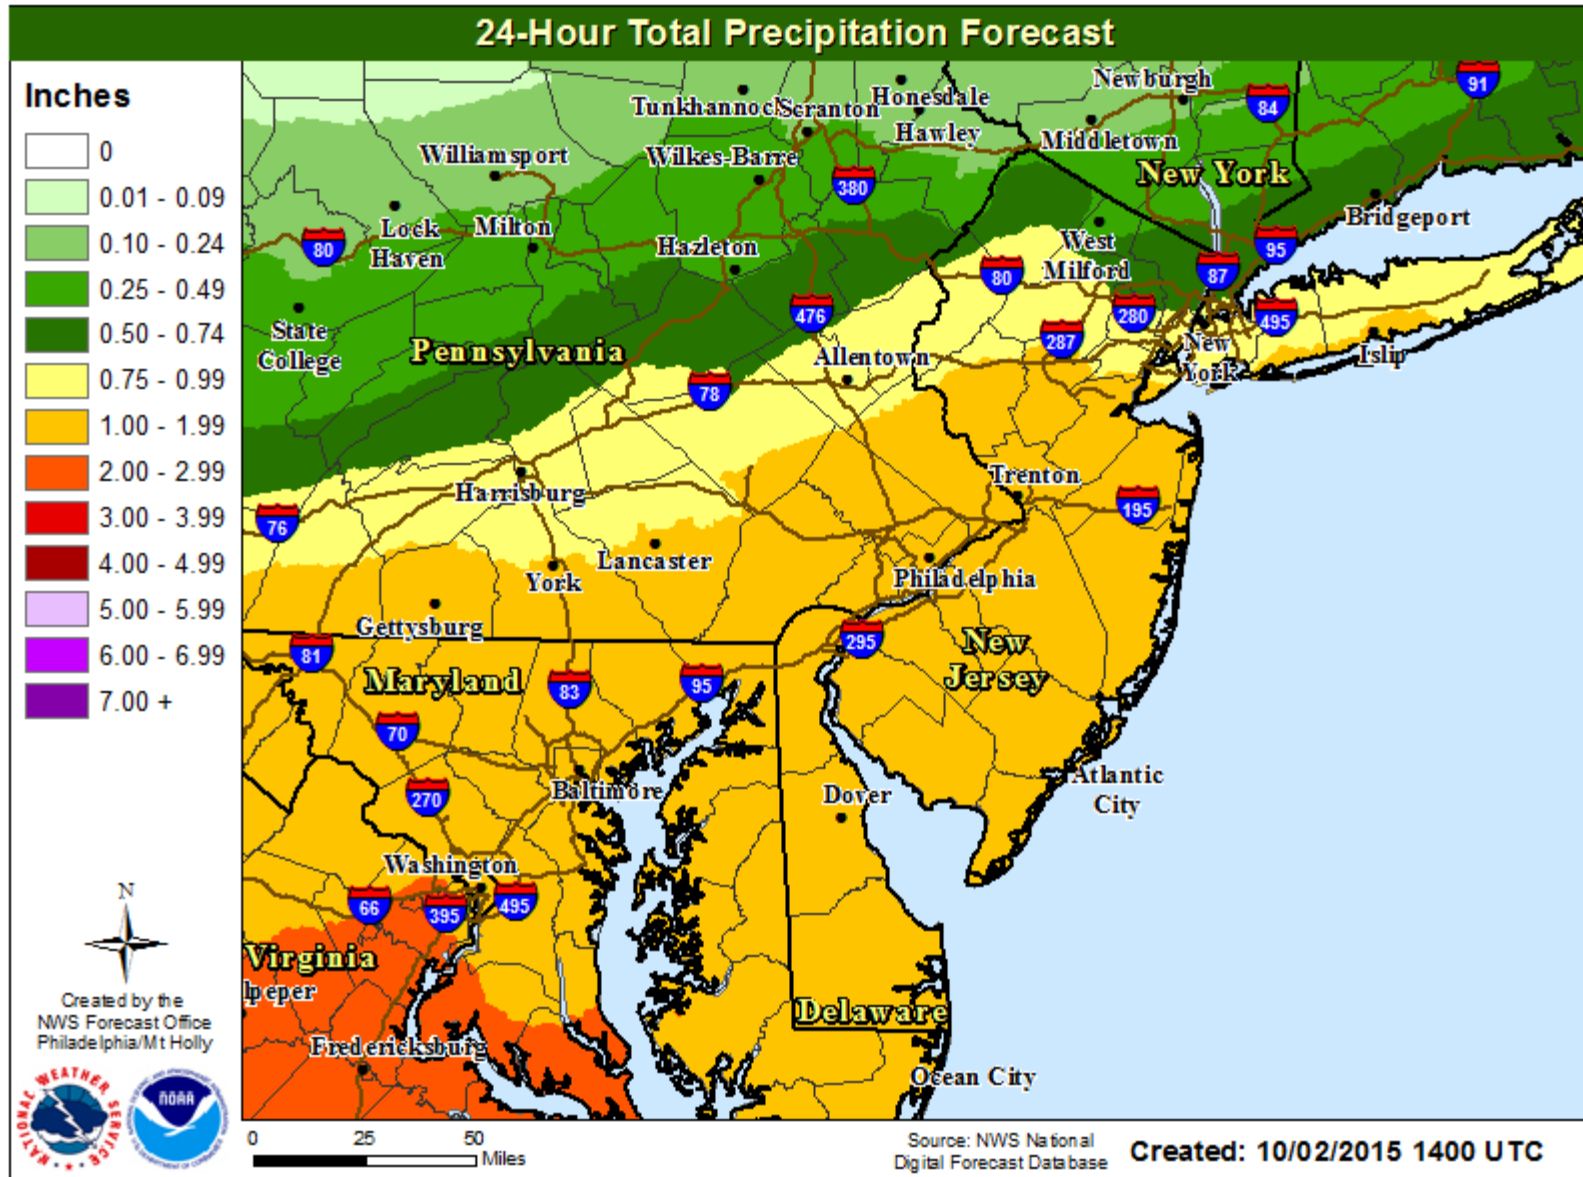 24-Hour Total Precipitation Forecast
Inches
0
0.01 - 0.09
0.10 - 0.24
0.25 - 0.49
0.50 - 0.74
0.75 - 0.99
1.00 - 1.99
2.00 - 2.99
3.00 - 3.99
4.00 - 4.99
5.00 - 5.99
6.00 - 6.99
7.00 +
Newburgh
91
Tunkhannock
Scranton
Honesdale
84
Hawley
Middletown
Williamsport
Wilkes-Barre
New York
380
Bridgeport
Lock
Haven
Milton
80
Hazleton
West
Milford
95
80
87
476
280
495
State
College
Pennsylvania
287
New
York
Islip
Allentown
78
Harrisburg
Trenton
76
195
Lancaster
York
Philadelphia
Gettysburg
295
New
Jersey
81
Maryland
83
95
70
Baltimore
Dover
Atlantic
City
270
Washington
66
395
495
Virginia
lpeper
Delaware
Fredericksburg
Ocean City
N
Created by the
NWS Forecast Office
Philadelphia/Mt Holly
NATIONAL WEATHER SERVICE
NOAA
0 25 50
Miles
Source: NWS National
Digital Forecast Database
Created: 10/02/2015 1400 UTC